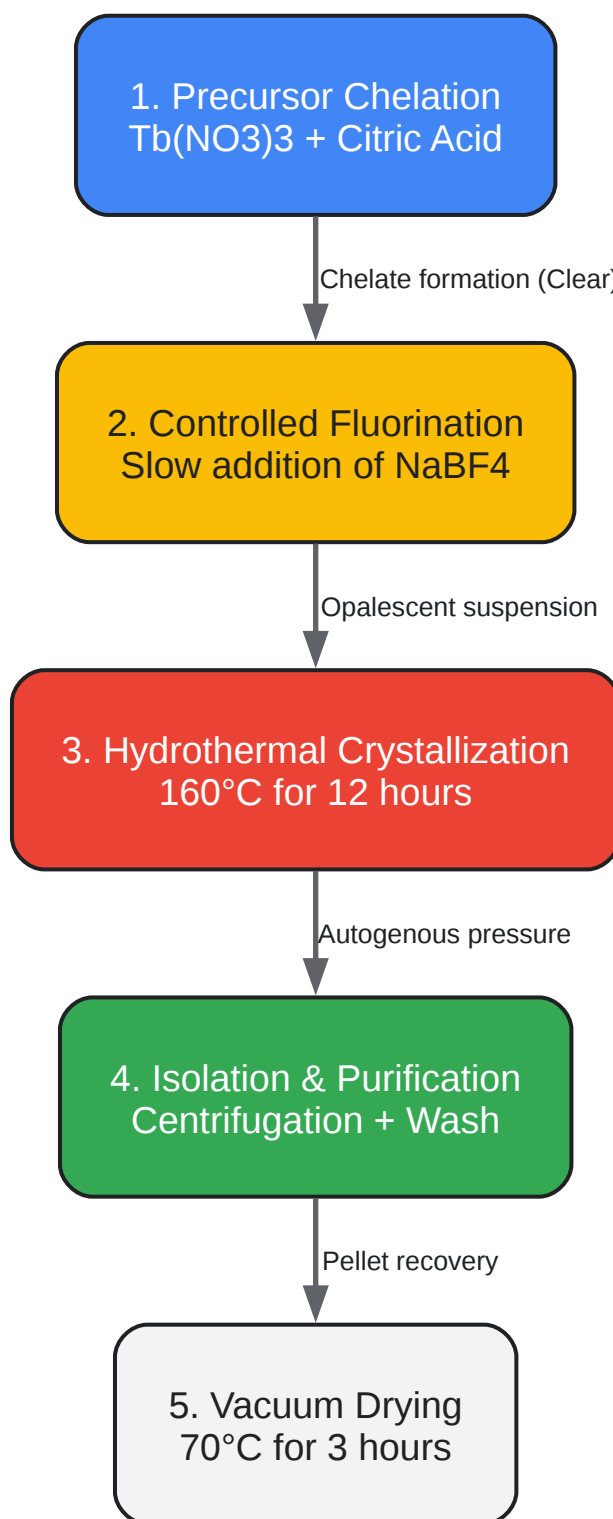 1. Precursor Chelation
Tb(NO3)3 + Citric Acid
Chelate formation (Clear)
2. Controlled Fluorination
Slow addition of NaBF4
Opalescent suspension
3. Hydrothermal Crystallization
160°C for 12 hours
Autogenous pressure
4. Isolation & Purification
Centrifugation + Wash
Pellet recovery
5. Vacuum Drying
70°C for 3 hours